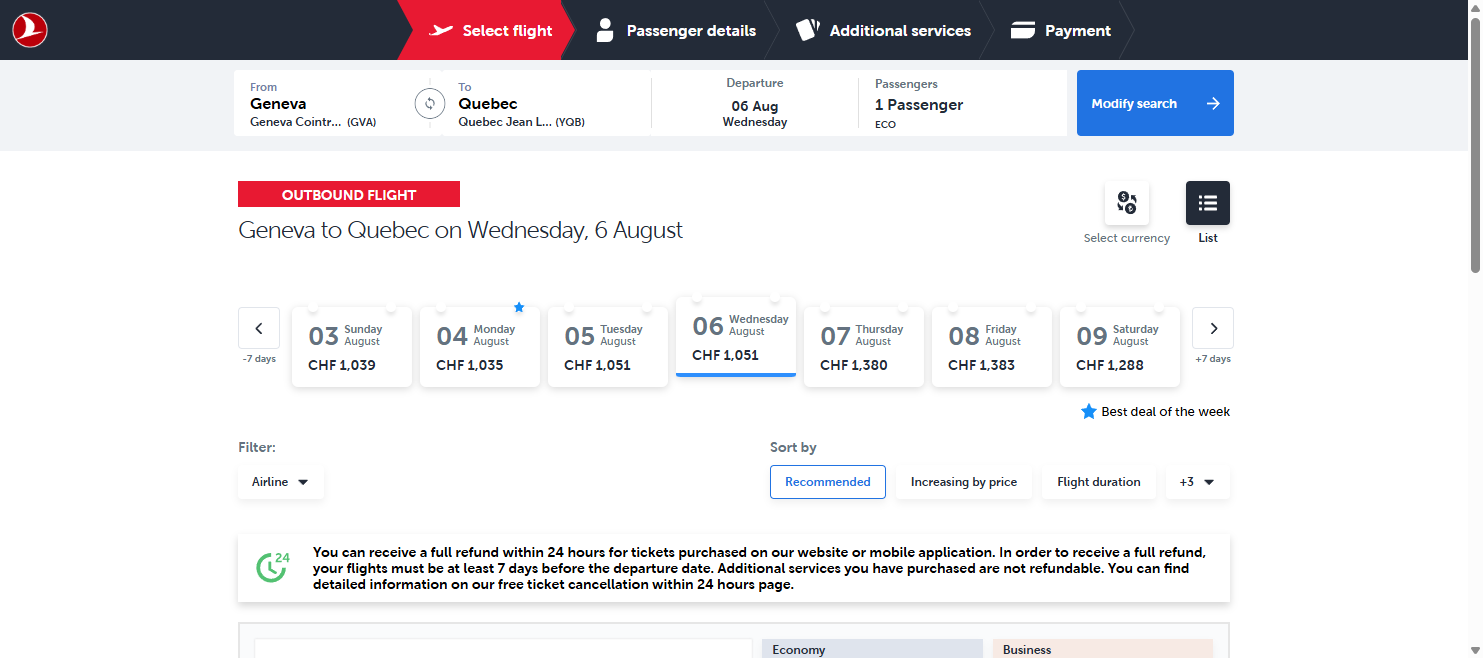 Select flight
Passenger details
Additional services
Payment
From
Geneva
Geneva Cointr... (GVA)
To
Quebec
Quebec Jean L... (YQB)
Departure
06 Aug
Wednesday
Passengers
1 Passenger
ECO
Modify search
OUTBOUND FLIGHT
Geneva to Quebec on Wednesday, 6 August
Select currency
List
-7 days
03 Sunday August
CHF 1,039
04 Monday August
CHF 1,035
05 Tuesday August
CHF 1,051
06 Wednesday August
CHF 1,051
07 Thursday August
CHF 1,380
08 Friday August
CHF 1,383
09 Saturday August
CHF 1,288
+7 days
Best deal of the week
Filter:
Airline
Sort by
Recommended
Increasing by price
Flight duration
+3
24
You can receive a full refund within 24 hours for tickets purchased on our website or mobile application. In order to receive a full refund,
your flights must be at least 7 days before the departure date. Additional services you have purchased are not refundable. You can find
detailed information on our free ticket cancellation within 24 hours page.
Economy
Business